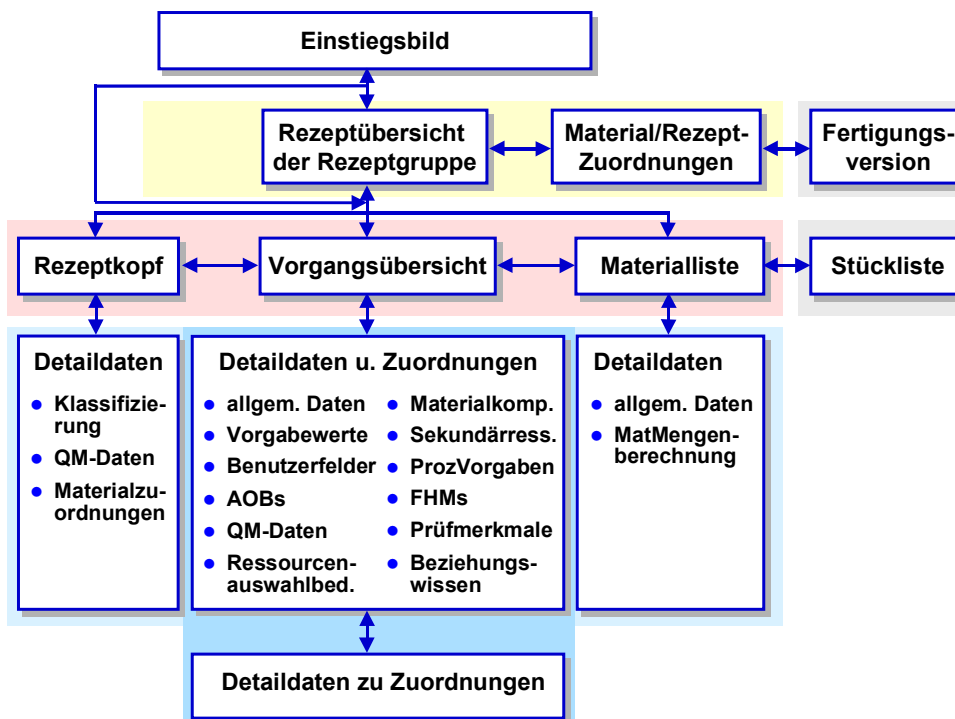 Einstiegsbild
Rezeptübersicht
der Rezeptgruppe
Material/Rezept-
Zuordnungen
Fertigungs-
version
Rezeptkopf
Vorgangsübersicht
Materialliste
Stückliste
Detaildaten
• Klassifizie-
rung
• QM-Daten
• Materialzu-
ordnungen
Detaildaten u. Zuordnungen
• allgem. Daten
• Vorgabewerte
• Benutzerfelder
• AOBs
• QM-Daten
• Ressourcen-
auswahlbed.
• Materialkomp.
• Sekundärress.
• ProzVorgaben
• FHMs
• Prüfmerkmale
• Beziehungs-
wissen
Detaildaten
• allgem. Daten
• MatMengen-
berechnung
Detaildaten zu Zuordnungen